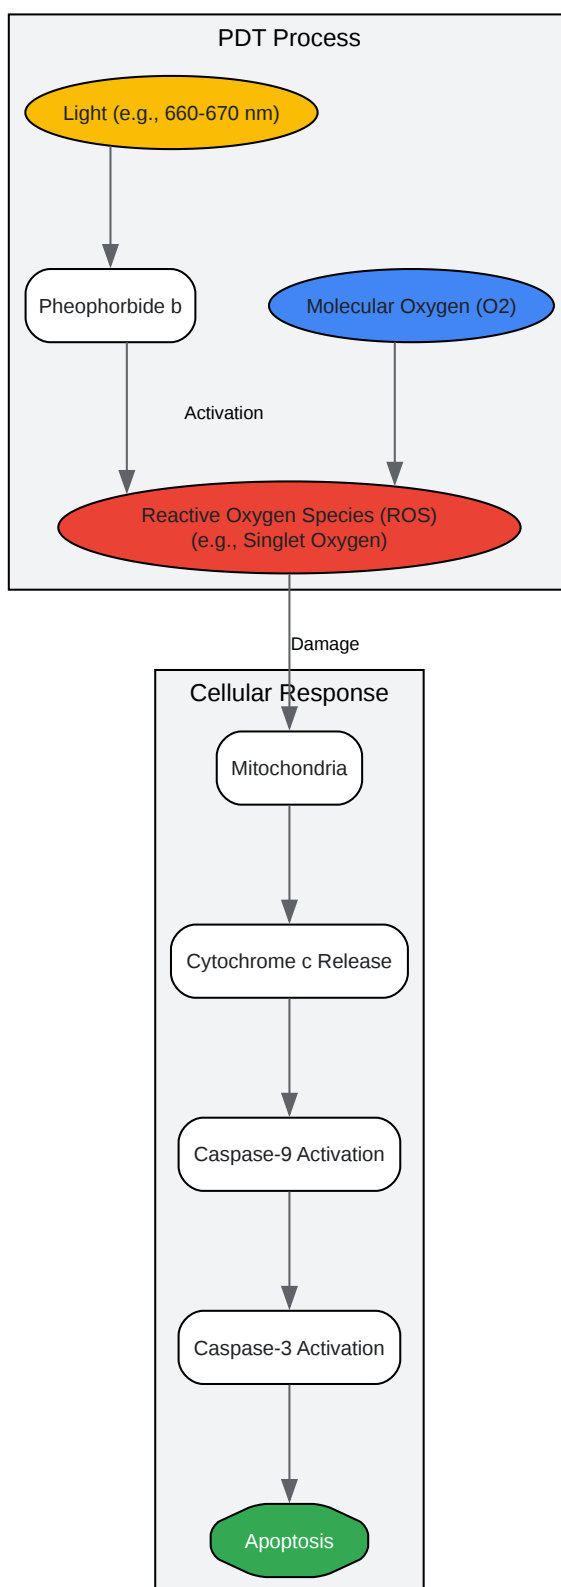 PDT Process
Light (e.g., 660-670 nm)
Pheophorbide b
Molecular Oxygen (O2)
Activation
Reactive Oxygen Species (ROS)
(e.g., Singlet Oxygen)
Damage
Cellular Response
Mitochondria
Cytochrome c Release
Caspase-9 Activation
Caspase-3 Activation
Apoptosis